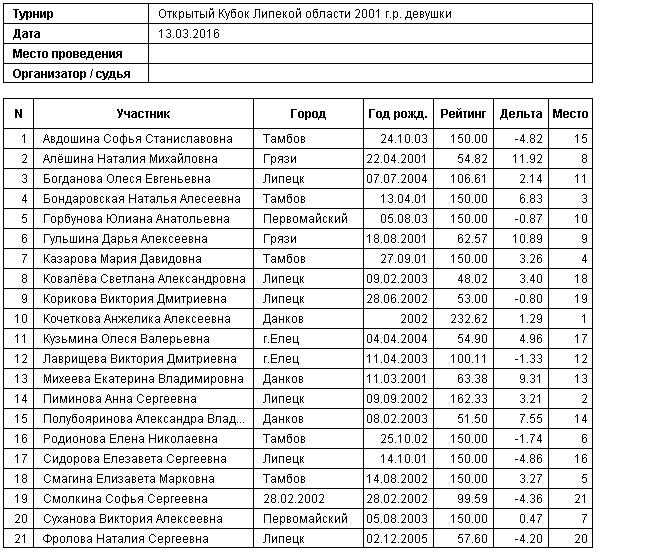 Турнир Открытый Кубок Липекой области 2001 г.р. девушки
Дата 13.03.2016
Место проведения
Организатор / судья
N Участник Город Год рожд. Рейтинг Дельта Место
1 Авдошина Софья Станиславовна Тамбов 24.10.03 150.00 -4.82 15
2 Алёшина Наталия Михайловна Грязи 22.04.2001 54.82 11.92 8
3 Богданова Олеся Евгеньевна Липецк 07.07.2004 106.61 2.14 11
4 Бондаровская Наталья Алесеевна Тамбов 13.04.01 150.00 6.83 3
5 Горбунова Юлиана Анатольевна Первомайский 05.08.03 150.00 -0.87 10
6 Гульшина Дарья Алексеевна Грязи 18.08.2001 62.57 10.89 9
7 Казарова Мария Давидовна Тамбов 27.09.01 150.00 3.26 4
8 Ковалёва Светлана Александровна Липецк 09.02.2003 48.02 3.40 18
9 Корикова Виктория Дмитриевна Липецк 28.06.2002 53.00 -0.80 19
10 Кочеткова Анжелика Алексеевна Данков 2002 232.62 1.29 1
11 Кузьмина Олеся Валерьевна г.Елец 04.04.2004 54.90 4.96 17
12 Лаврищева Виктория Дмитриевна г.Елец 11.04.2003 100.11 -1.33 12
13 Михеева Екатерина Владимировна Данков 11.03.2001 63.38 9.31 13
14 Пиминова Анна Сергеевна Липецк 09.09.2002 162.33 3.21 2
15 Полубояринова Александра Влад... Данков 08.02.2003 51.50 7.55 14
16 Родионова Елена Николаевна Тамбов 25.10.02 150.00 -1.74 6
17 Сидорова Елезавета Сергеевна Липецк 14.10.01 150.00 -4.86 16
18 Смагина Елизавета Марковна Тамбов 14.08.2002 150.00 3.27 5
19 Смолкина Софья Сергеевна 28.02.2002 28.02.2002 99.59 -4.36 21
20 Суханова Виктория Алексеевна Первомайский 05.08.2003 150.00 0.47 7
21 Фролова Наталия Сергеевна Липецк 02.12.2005 57.60 -4.20 20